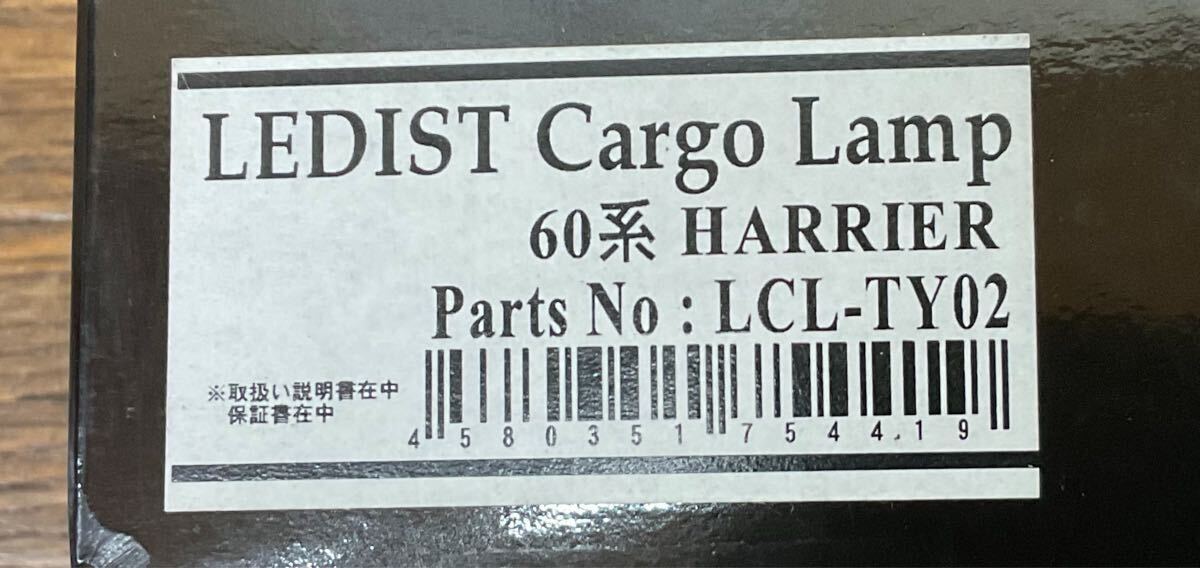 LEDIST Cargo Lamp
60系 HARRIER
Parts No : LCL-TY02
※取扱い説明書在中
保証書在中
4580351754419